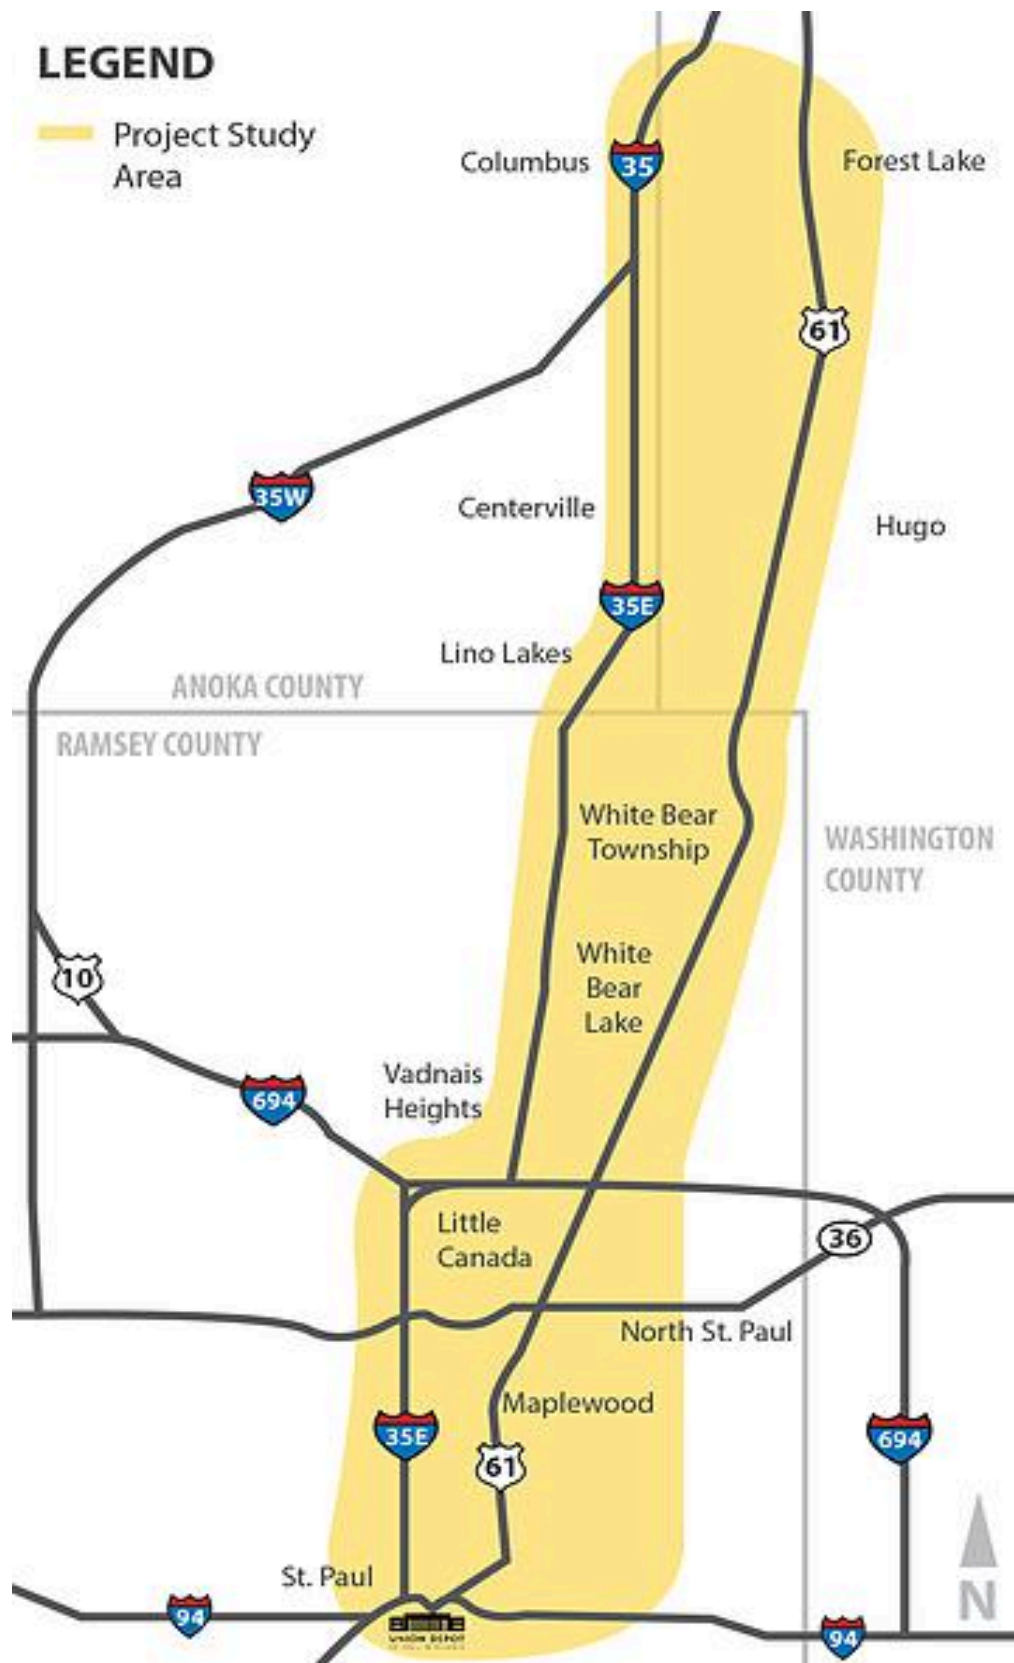 LEGEND
Project Study
Area
Columbus
35
Forest Lake
61
35W
Centerville
Hugo
35E
Lino Lakes
ANOKA COUNTY
RAMSEY COUNTY
White Bear
Township
WASHINGTON
COUNTY
White
Bear
Lake
10
Vadnais
Heights
694
Little
Canada
36
North St. Paul
Maplewood
35E
61
694
St. Paul
94
UNION DEPOT
94
N